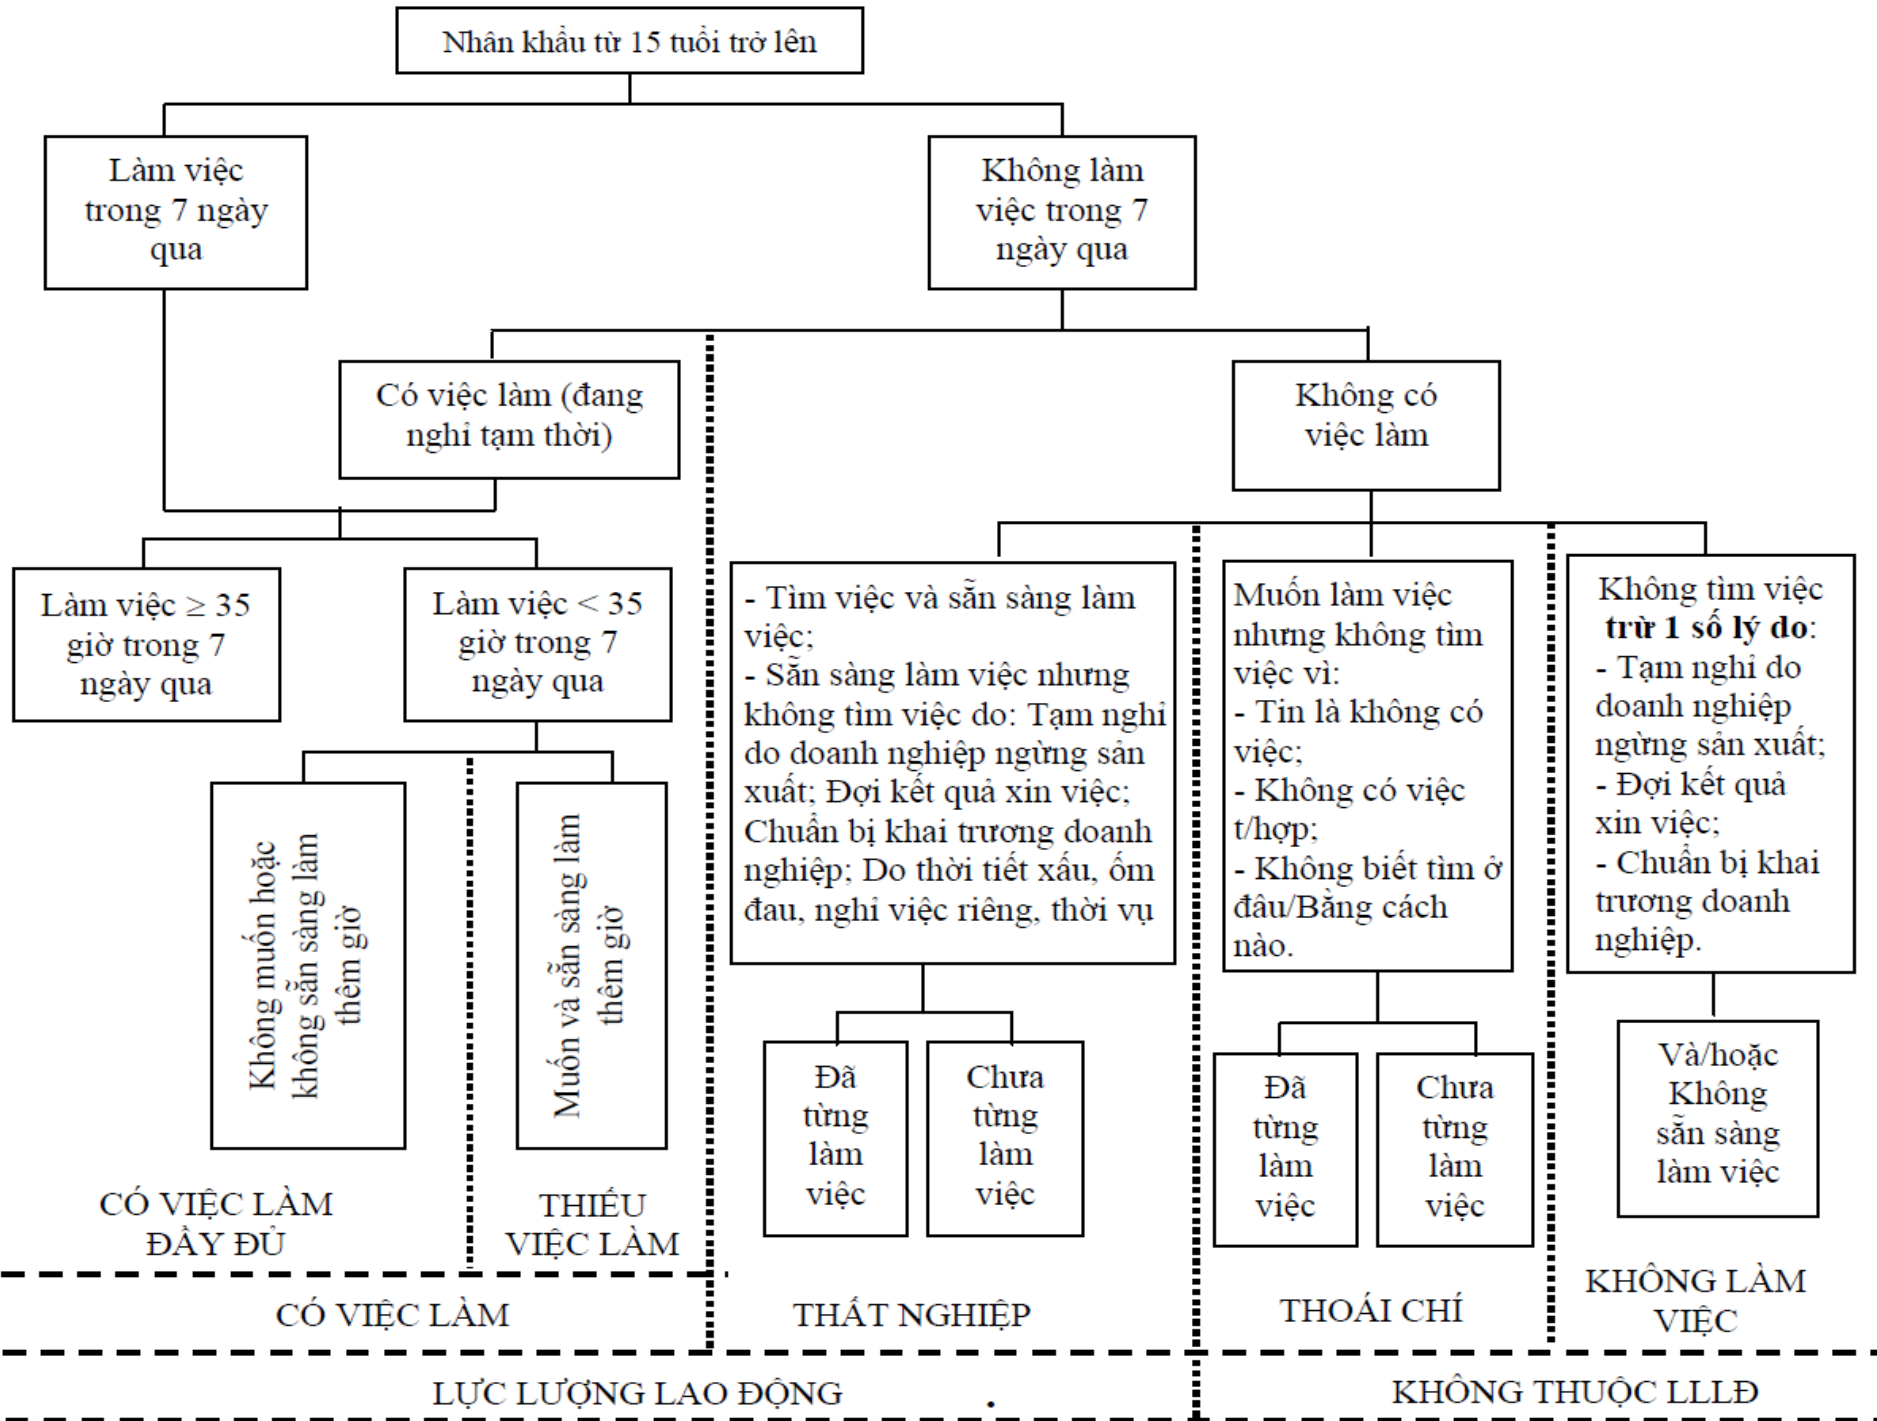 Nhân khẩu từ 15 tuổi trở lên
Làm việc
trong 7 ngày
qua
Không làm
việc trong 7
ngày qua
Có việc làm (đang
nghỉ tạm thời)
Không có
việc làm
Làm việc ≥ 35
giờ trong 7
ngày qua
Làm việc < 35
giờ trong 7
ngày qua
- Tìm việc và sẵn sàng làm
việc;
- Sẵn sàng làm việc nhưng
không tìm việc do: Tạm nghỉ
do doanh nghiệp ngừng sản
xuất; Đợi kết quả xin việc;
Chuẩn bị khai trương doanh
nghiệp; Do thời tiết xấu, ốm
đau, nghỉ việc riêng, thời vụ
Muốn làm việc
nhưng không tìm
việc vì:
- Tin là không có
việc;
- Không có việc
t/hợp;
- Không biết tìm ở
đâu/Bằng cách
nào.
Không tìm việc
trừ 1 số lý do:
- Tạm nghỉ do
doanh nghiệp
ngừng sản xuất;
- Đợi kết quả
xin việc;
- Chuẩn bị khai
trương doanh
nghiệp.
Không muốn hoặc
không sẵn sàng làm
thêm giờ
Muốn và sẵn sàng làm
thêm giờ
Đã
từng
làm
việc
Chưa
từng
làm
việc
Đã
từng
làm
việc
Chưa
từng
làm
việc
Và/hoặc
Không
sẵn sàng
làm việc
CÓ VIỆC LÀM
ĐẦY ĐỦ
THIẾU
VIỆC LÀM
CÓ VIỆC LÀM
THẤT NGHIỆP
THOÁI CHÍ
KHÔNG LÀM
VIỆC
LỰC LƯỢNG LAO ĐỘNG
.
KHÔNG THUỘC LLLĐ